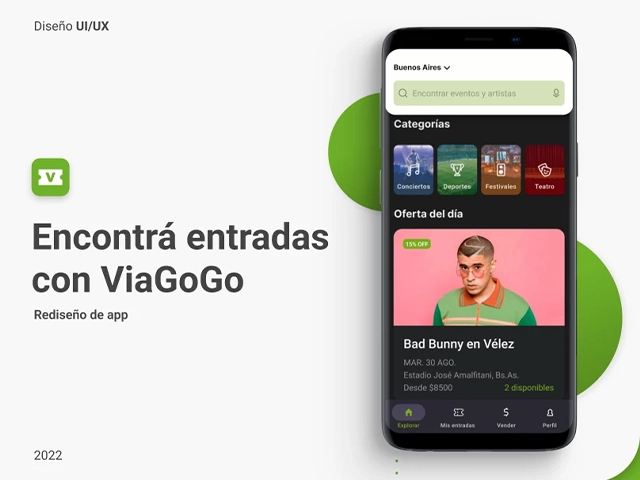 Diseño UI/UX
V
Encontrá entradas
con ViaGoGo
Rediseño de app
2022
Buenos Aires
Encontrar eventos y artistas
Categorías
Conciertos
Deportes
Festivales
Teatro
Oferta del día
15% OFF
Bad Bunny en Vélez
MAR. 30 AGO.
Estadio José Amalfitani, Bs.As.
Desde $8500
2 disponibles
Explorar
Mis entradas
Vender
Perfil